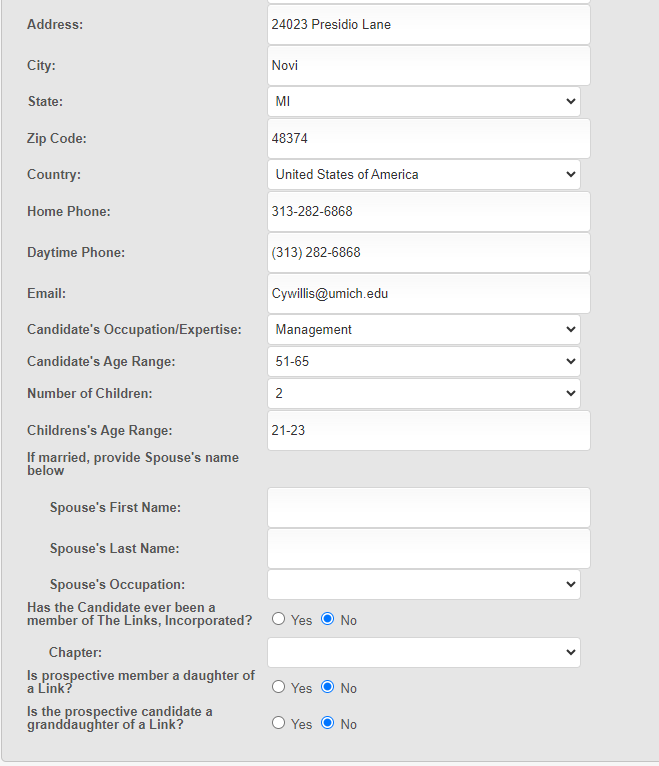 Address: 24023 Presidio Lane
City: Novi
State: MI
Zip Code: 48374
Country: United States of America
Home Phone: 313-282-6868
Daytime Phone: (313) 282-6868
Email: Cywillis@umich.edu
Candidate's Occupation/Expertise: Management
Candidate's Age Range: 51-65
Number of Children: 2
Childrens's Age Range: 21-23
If married, provide Spouse's name
below
Spouse's First Name:
Spouse's Last Name:
Spouse's Occupation:
Has the Candidate ever been a
member of The Links, Incorporated? Yes No
Chapter:
Is prospective member a daughter of
a Link? Yes No
Is the prospective candidate a
granddaughter of a Link? Yes No